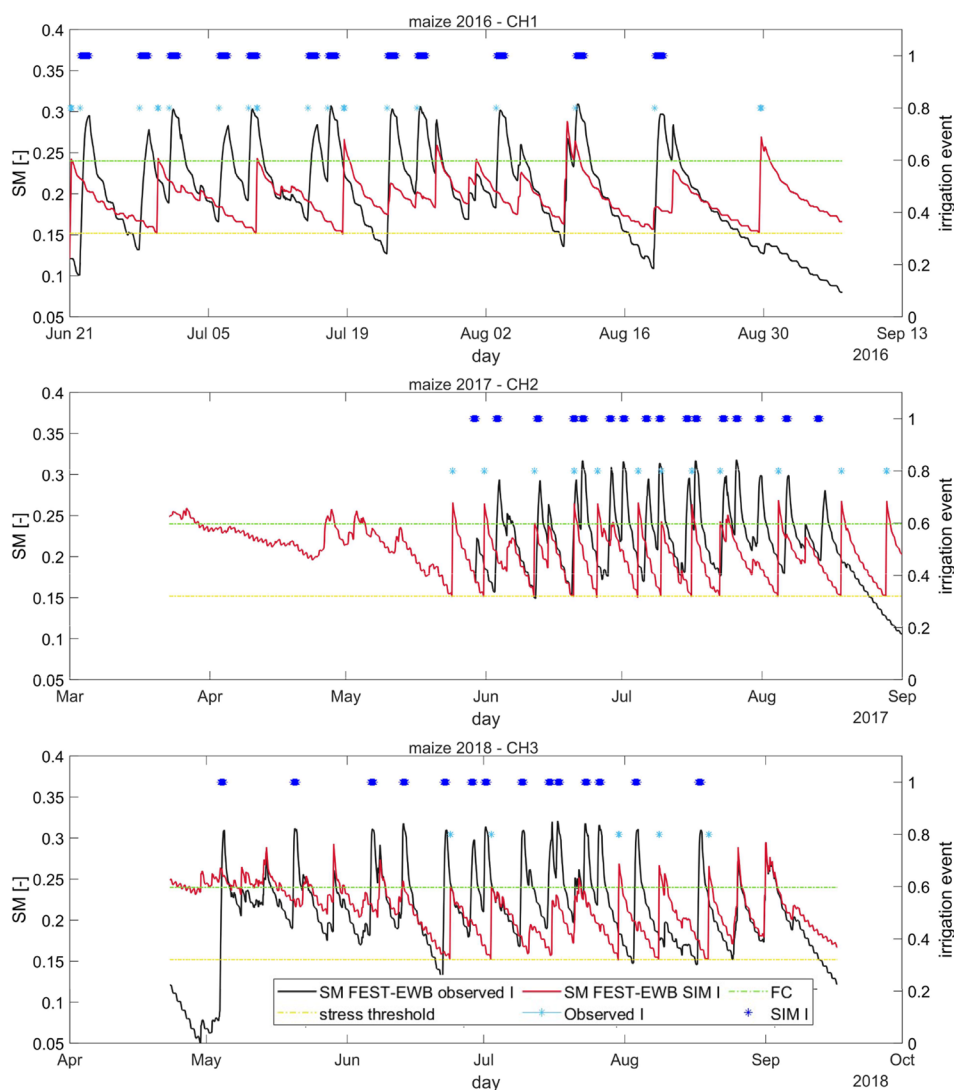 maize 2016 - CH1
0.4
0.35
0.3
0.25
0.2
0.15
0.1
0.05
SM [-]
1
0.8
0.6
0.4
0.2
0
irrigation event
Jun 21
Jul 05
Jul 19
Aug 02
Aug 16
Aug 30
Sep 13
day
2016
maize 2017 - CH2
0.4
0.35
0.3
0.25
0.2
0.15
0.1
0.05
SM [-]
1
0.8
0.6
0.4
0.2
0
irrigation event
Mar
Apr
May
Jun
Jul
Aug
Sep
day
2017
maize 2018 - CH3
0.4
0.35
0.3
0.25
0.2
0.15
0.1
0.05
SM [-]
1
0.8
0.6
0.4
0.2
0
irrigation event
SM FEST-EWB observed I
SM FEST-EWB SIM I
FC
stress threshold
Observed I
SIM I
Apr
May
Jun
Jul
Aug
Sep
Oct
day
2018